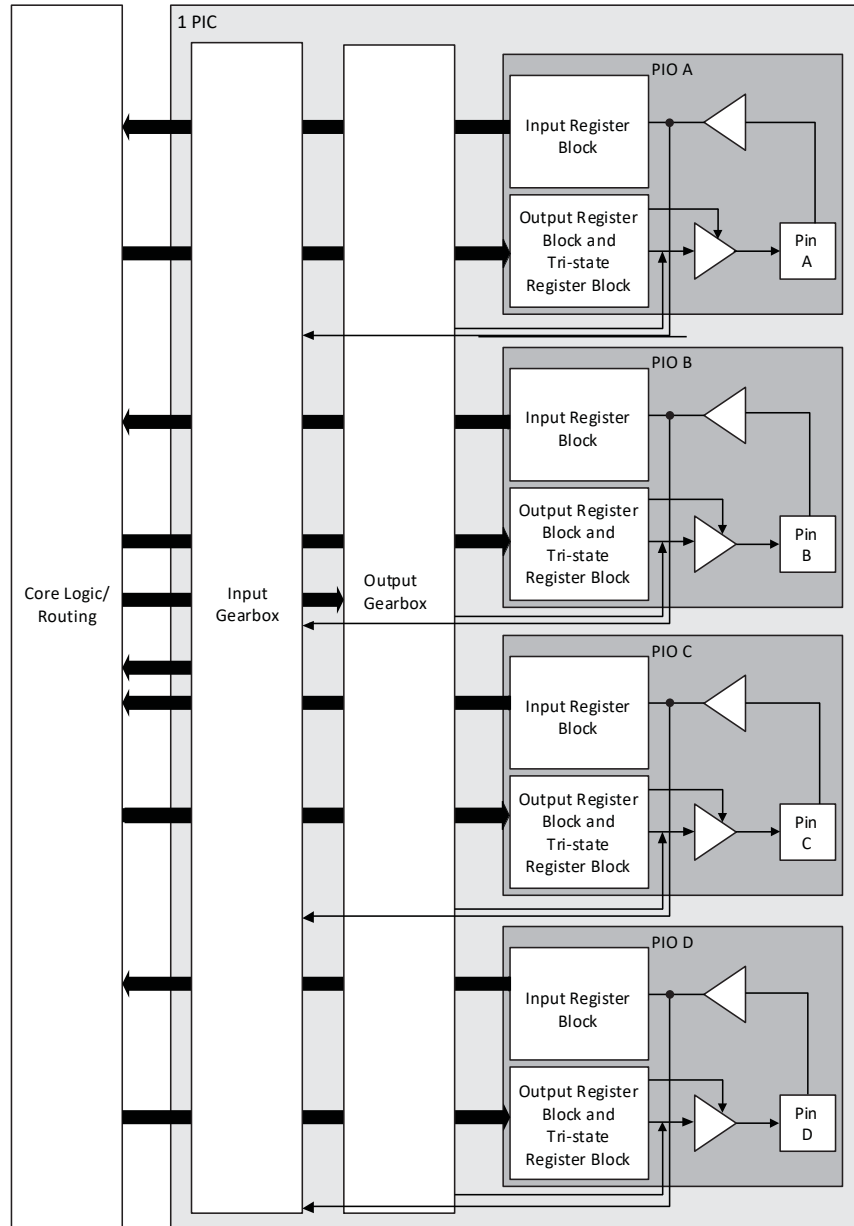 1 PIC
PIO A
Input Register
Block
Output Register
Block and
Tri-state
Register Block
Pin
A
PIO B
Input Register
Block
Output Register
Block and
Tri-state
Register Block
Pin
B
Core Logic/
Routing
Input
Gearbox
Output
Gearbox
PIO C
Input Register
Block
Output Register
Block and
Tri-state
Register Block
Pin
C
PIO D
Input Register
Block
Output Register
Block and
Tri-state
Register Block
Pin
D